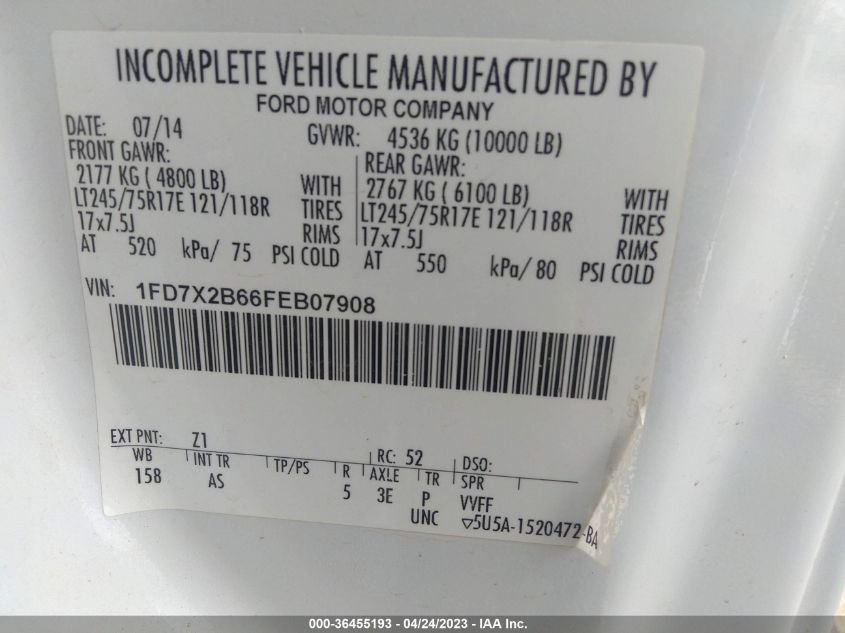 INCOMPLETE VEHICLE MANUFACTURED BY
FORD MOTOR COMPANY
DATE: 07/14 GVWR: 4536 KG (10000 LB)
FRONT GAWR: REAR GAWR:
2177 KG ( 4800 LB) WITH 2767 KG ( 6100 LB) WITH
LT245/75R17E 121/118R TIRES LT245/75R17E 121/118R TIRES
17x7.5J RIMS 17x7.5J RIMS
AT 520 kPa/ 75 PSI COLD AT 550 kPa/ 80 PSI COLD
VIN: 1FD7X2B66FEB07908
EXT PNT: Z1 RC: 52 DSO:
WB INT TR TP/PS R AXLE TR SPR
158 AS 5 3E P VVFF
UNC ▽5U5A-1520472-BA
000-36455193 - 04/24/2023 - IAA Inc.